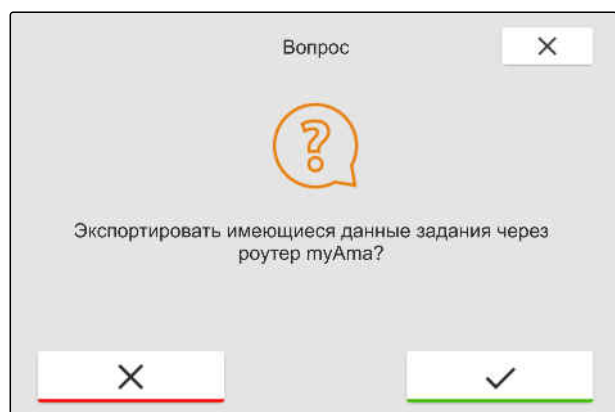 Вопрос
Экспортировать имеющиеся данные задания через
роутер myAma?